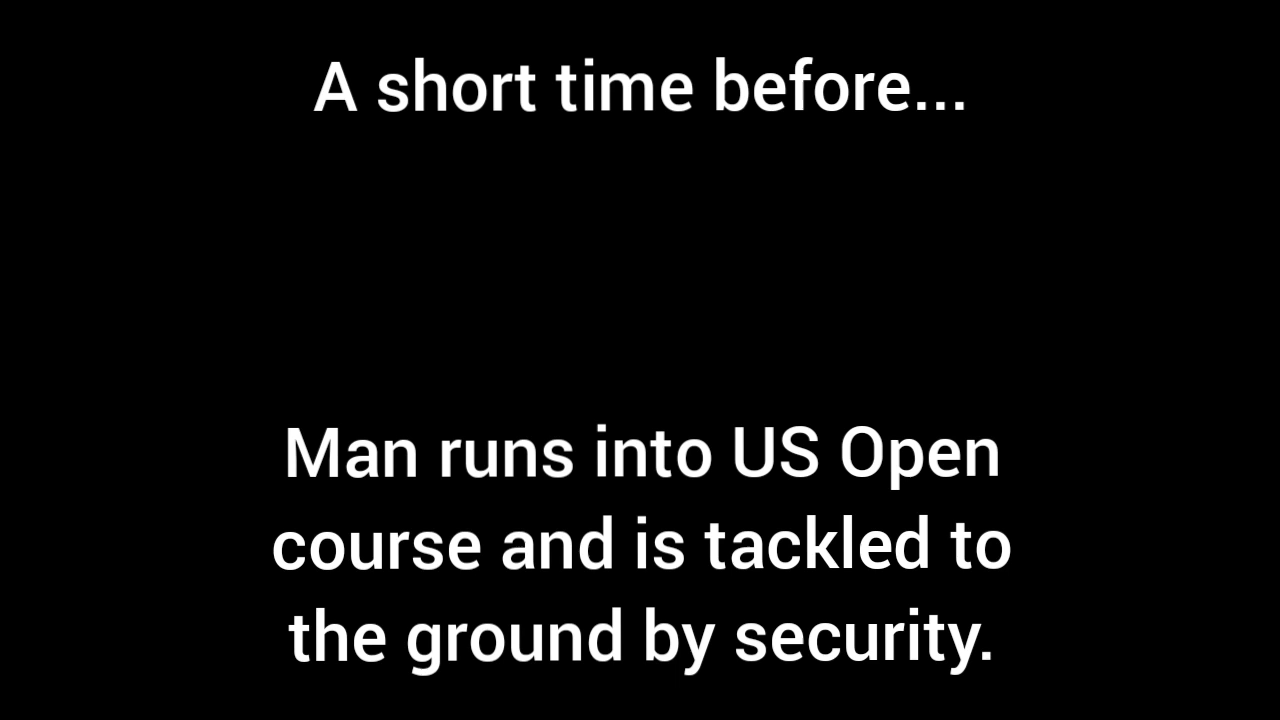 A short time before...
Man runs into US Open
course and is tackled to
the ground by security.